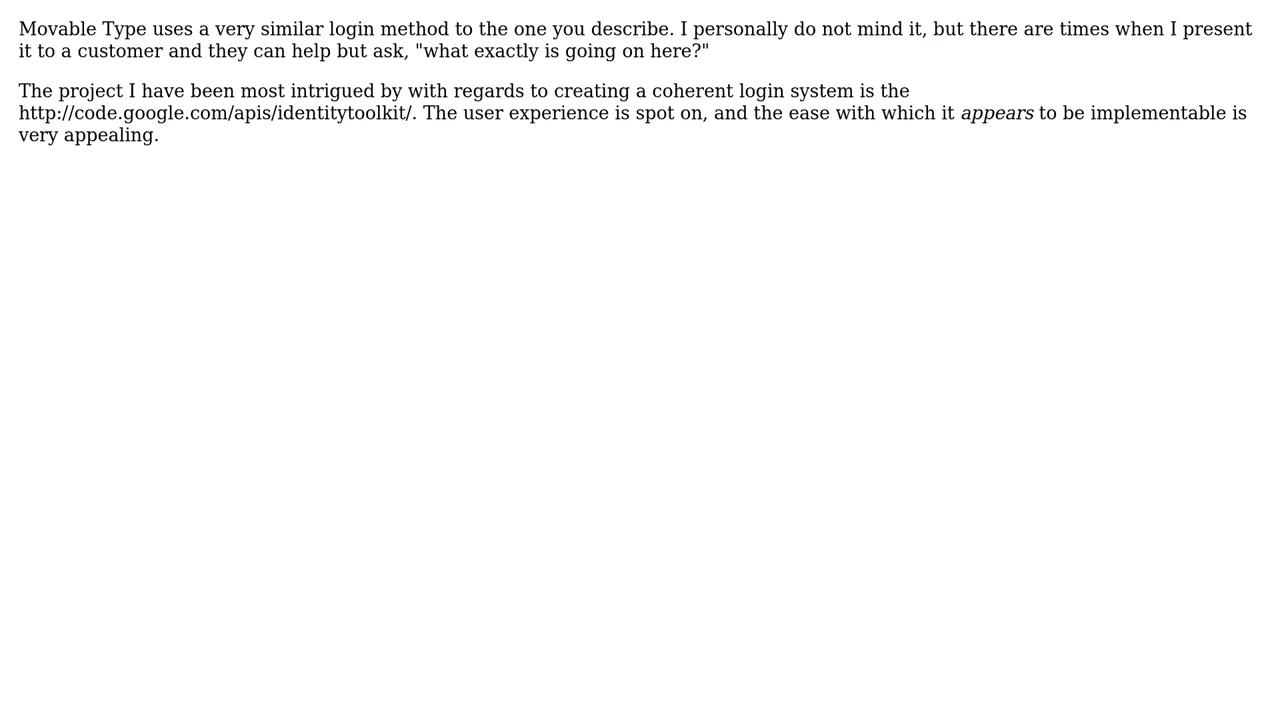 Movable Type uses a very similar login method to the one you describe. I personally do not mind it, but there are times when I present
it to a customer and they can help but ask, "what exactly is going on here?"
The project I have been most intrigued by with regards to creating a coherent login system is the
http://code.google.com/apis/identitytoolkit/. The user experience is spot on, and the ease with which it appears to be implementable is
very appealing.